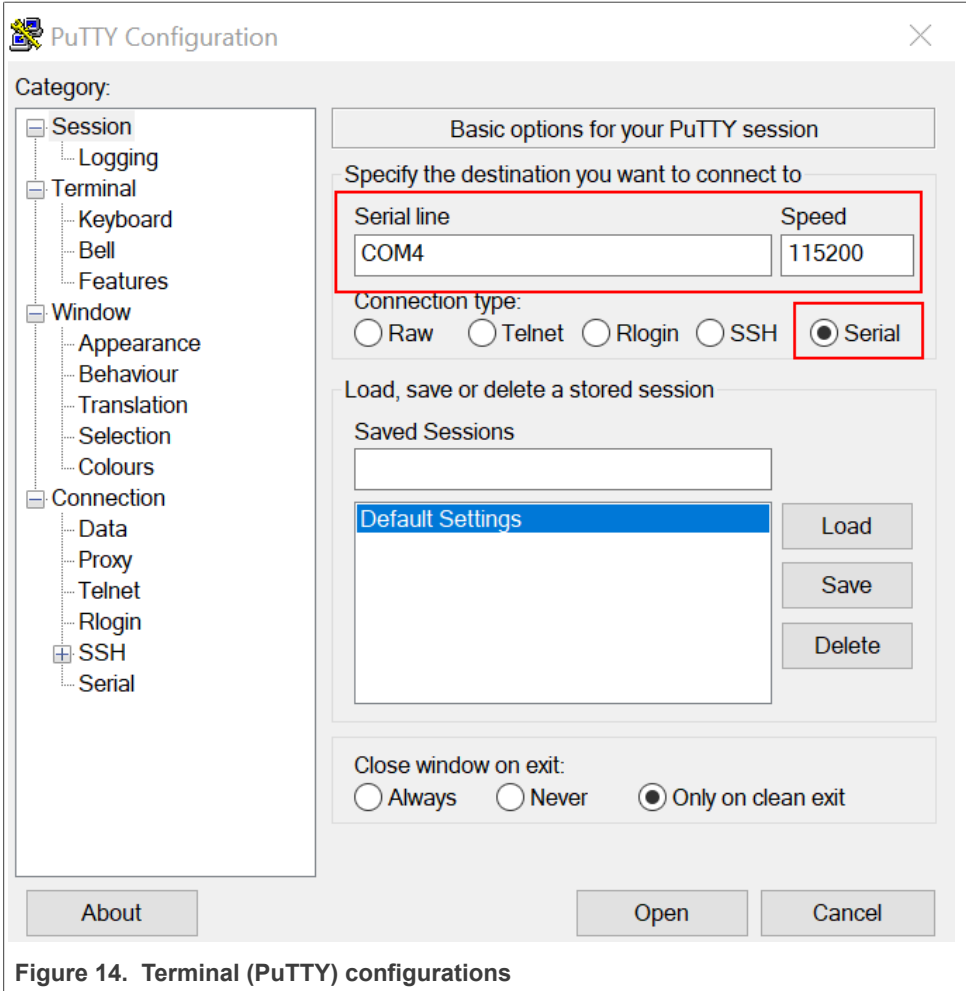 PuTTY Configuration
Category:
Session
Logging
Terminal
Keyboard
Bell
Features
Window
Appearance
Behaviour
Translation
Selection
Colours
Connection
Data
Proxy
Telnet
Rlogin
SSH
Serial
Basic options for your PuTTY session
Specify the destination you want to connect to
Serial line Speed
COM4 115200
Connection type:
Raw Telnet Rlogin SSH Serial
Load, save or delete a stored session
Saved Sessions
Default Settings
Load
Save
Delete
Close window on exit:
Always Never Only on clean exit
About Open Cancel
Figure 14. Terminal (PuTTY) configurations